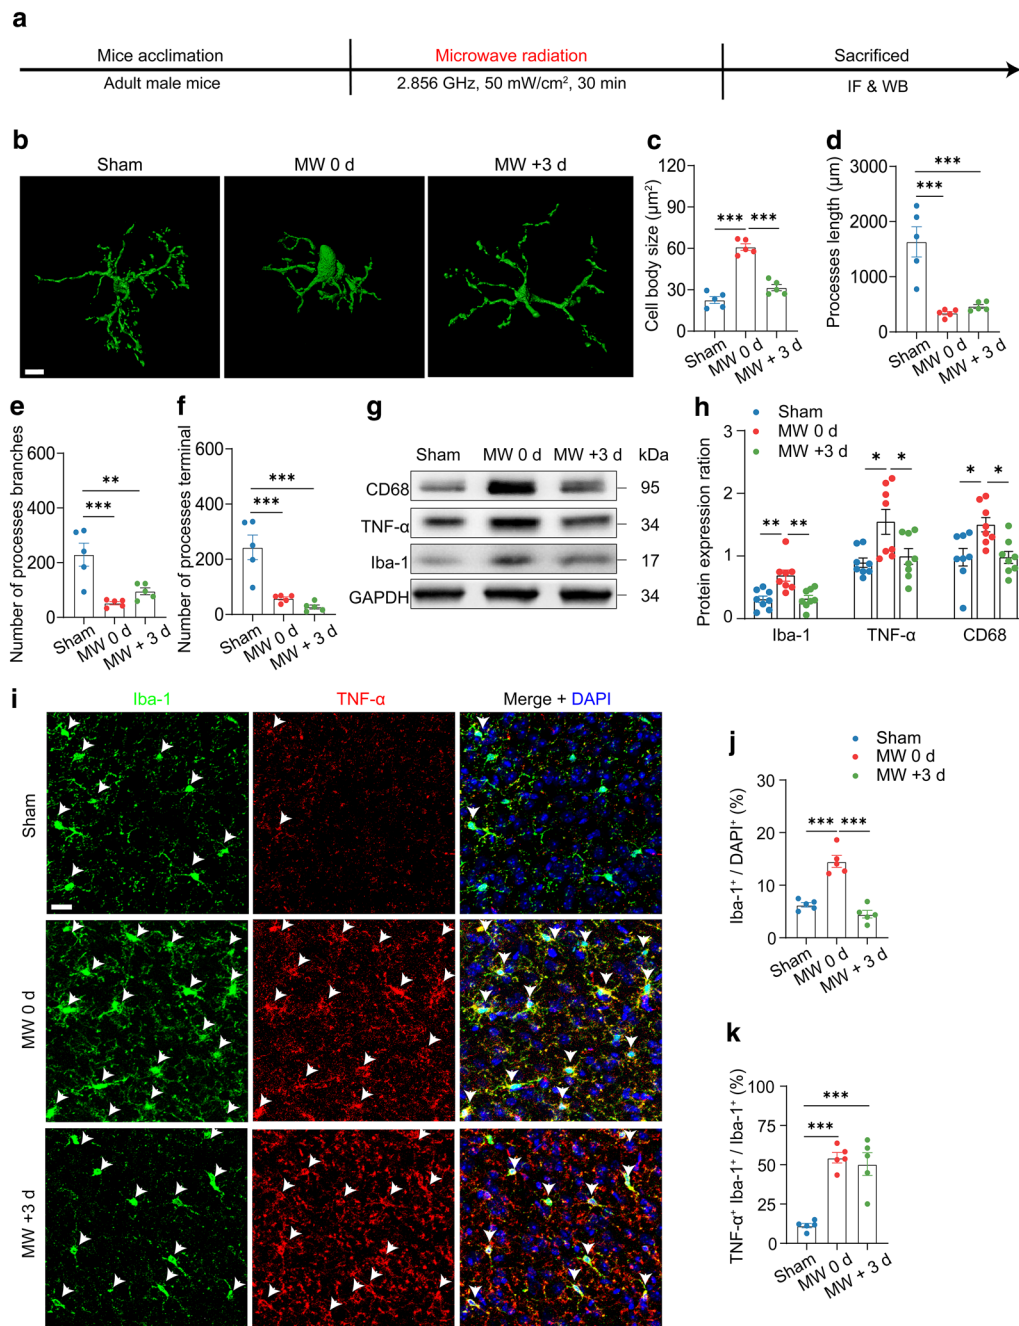 a
Mice acclimation
Microwave radiation
Sacrificed
Adult male mice
2.856 GHz, 50 mW/cm², 30 min
IF & WB
b
Sham
MW 0 d
MW +3 d
c
Cell body size (μm²)
120
90
60
30
0
*** ***
Sham
MW 0 d
MW + 3 d
d
Processes length (μm)
3000
2000
1000
0
***
***
Sham
MW 0 d
MW + 3 d
e
Number of processes branches
600
400
200
0
**
***
Sham
MW 0 d
MW + 3 d
f
Number of processes terminal
600
400
200
0
***
***
Sham
MW 0 d
MW + 3 d
g
Sham MW 0 d MW +3 d kDa
CD68 95
TNF-α 34
Iba-1 17
GAPDH 34
h
Sham
MW 0 d
MW +3 d
Protein expression ration
3
2
1
0
** **
* *
* *
Iba-1 TNF-α CD68
i
Iba-1
TNF-α
Merge + DAPI
Sham
MW 0 d
MW +3 d
j
Sham
MW 0 d
MW +3 d
Iba-1⁺ / DAPI⁺ (%)
30
20
10
0
*** ***
Sham
MW 0 d
MW + 3 d
k
TNF-α⁺ Iba-1⁺ / Iba-1⁺ (%)
100
75
50
25
0
***
***
Sham
MW 0 d
MW + 3 d